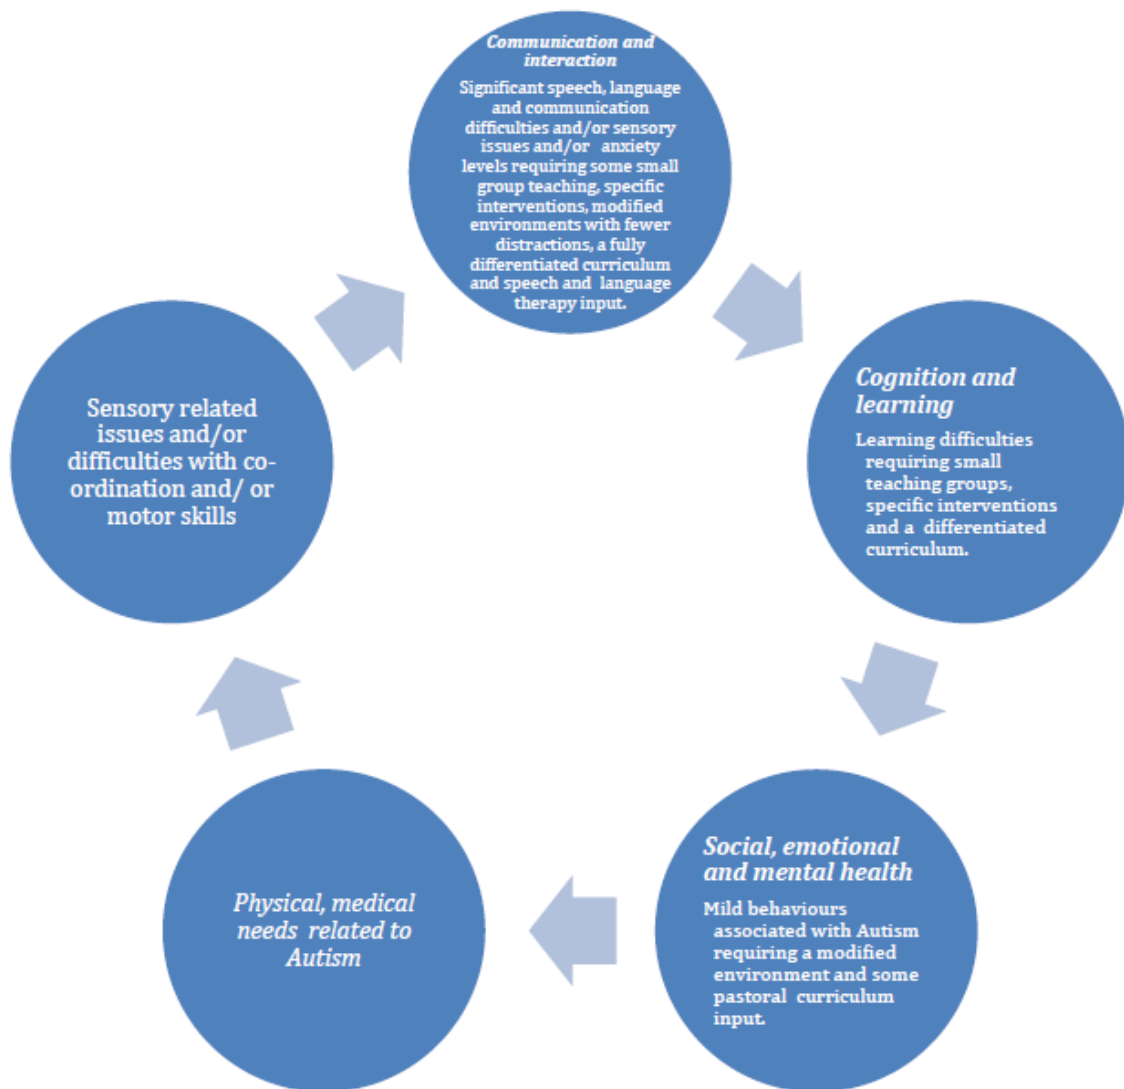 Communication and
interaction
Significant speech, language
and communication
difficulties and/or sensory
issues and/or anxiety
levels requiring some small
group teaching, specific
interventions, modified
environments with fewer
distractions, a fully
differentiated curriculum
and speech and language
therapy input.
Cognition and
learning
Learning difficulties
requiring small
teaching groups,
specific interventions
and a differentiated
curriculum.
Social, emotional
and mental health
Mild behaviours
associated with Autism
requiring a modified
environment and some
pastoral curriculum
input.
Physical, medical
needs related to
Autism
Sensory related
issues and/or
difficulties with co-
ordination and/ or
motor skills